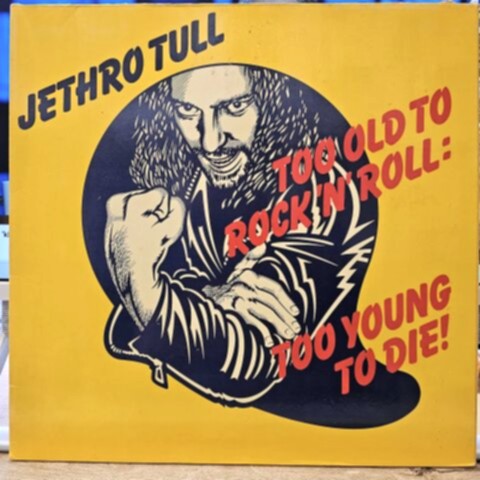 JETHRO TULL
TOO OLD TO
ROCK'N'ROLL:
TOO YOUNG
TO DIE!